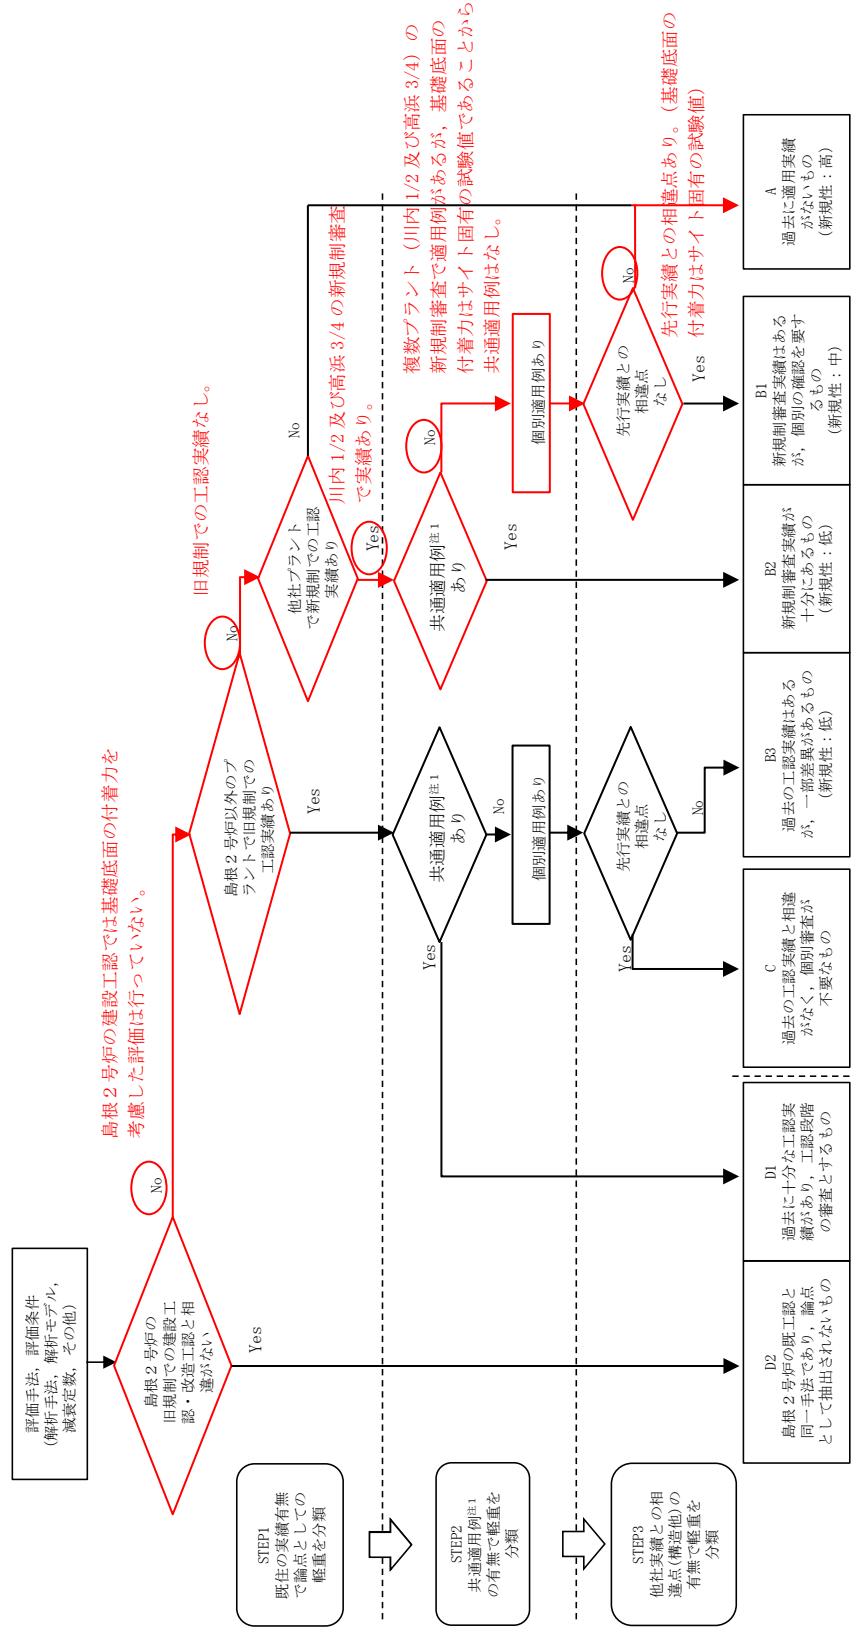 評価手法，評価条件
(解析手法，解析モデル，
減衰定数，その他)
島根２号炉の
旧規制での建設工
認・改造工認と相
違がない
No
Yes
島根２号炉の建設工認では基礎底面の付着力を
考慮した評価は行っていない。
島根２号炉以外のプ
ラントで旧規制での
工認実績あり
No
Yes
旧規制での工認実績なし。
他社プラント
で新規制での工認
実績あり
No
Yes
川内 1/2 及び高浜 3/4 の新規制審査
で実績あり。
STEP1
既往の実績有無
で論点としての
軽重を分類
共通適用例注１
あり
Yes
No
共通適用例注１
あり
No
Yes
複数プラント（川内 1/2 及び高浜 3/4）の
新規制審査で適用例があるが，基礎底面の
付着力はサイト固有の試験値であることから
共通適用例はなし。
個別適用例あり
個別適用例あり
STEP2
共通適用例注１
の有無で軽重を
分類
先行実績との
相違点
なし
Yes
No
先行実績との
相違点
なし
No
Yes
先行実績との相違点あり。（基礎底面の
付着力はサイト固有の試験値）
STEP3
他社実績との相
違点(構造他)の
有無で軽重を
分類
D2
島根２号炉の既工認と
同一手法であり，論点
として抽出されないもの
D1
過去に十分な工認実
績があり，工認段階
の審査とするもの
C
過去の工認実績と相違
がなく，個別審査が
不要なもの
B3
過去の工認実績はある
が，一部差異があるもの
(新規性：低)
B2
新規制審査実績が
十分にあるもの
(新規性：低)
B1
新規制審査実績はある
が，個別の確認を要す
るもの
(新規性：中)
A
過去に適用実績
がないもの
(新規性：高)